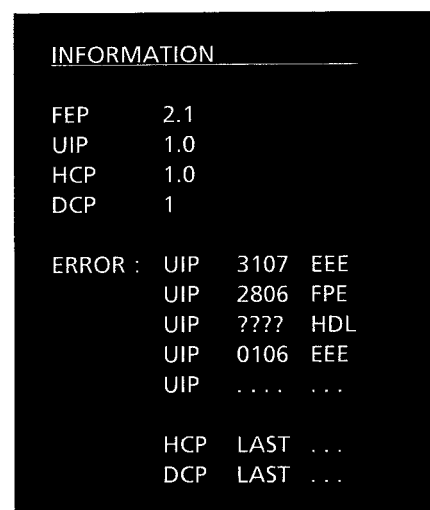 INFORMATION
FEP 2.1
UIP 1.0
HCP 1.0
DCP 1
ERROR : UIP 3107 EEE
UIP 2806 FPE
UIP ???? HDL
UIP 0106 EEE
UIP . . . . . . .
HCP LAST . . .
DCP LAST . . .